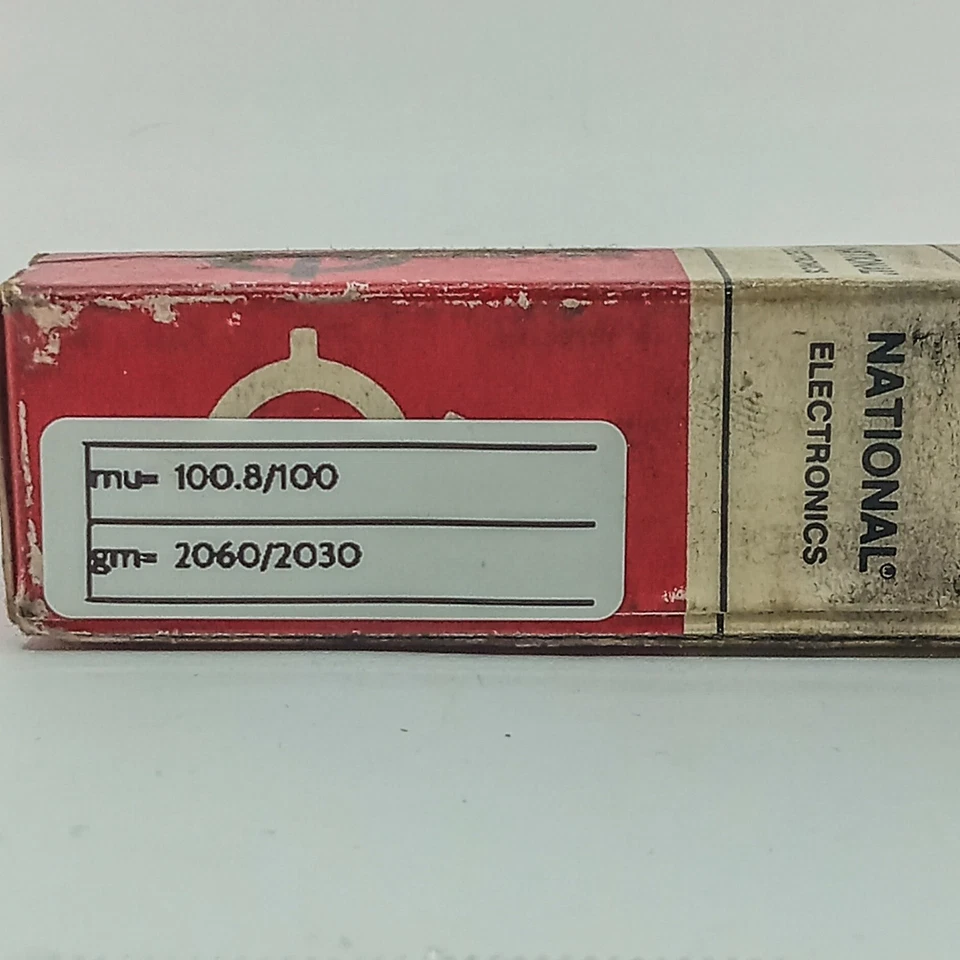 mu= 100.8/100
gm= 2060/2030
NATIONAL®
ELECTRONICS